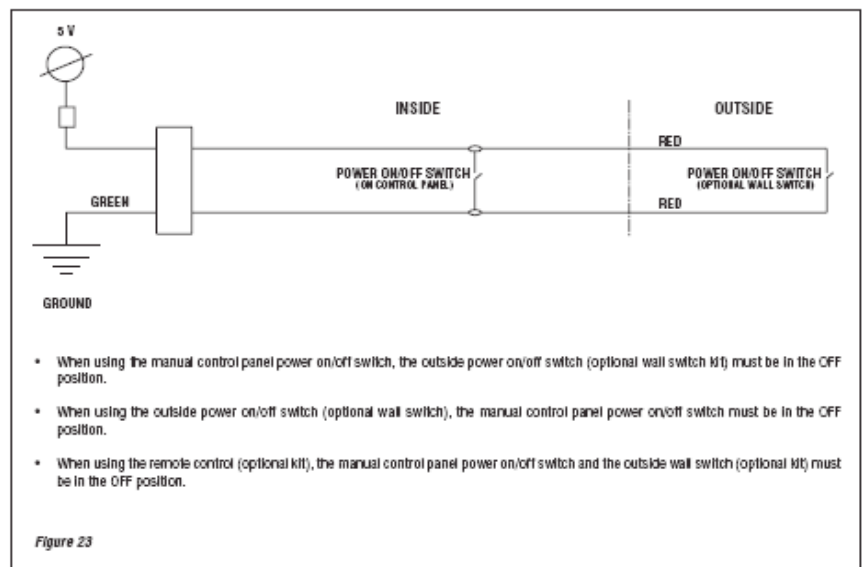 5 V
INSIDE
OUTSIDE
RED
POWER ON/OFF SWITCH
(ON CONTROL PANEL)
POWER ON/OFF SWITCH
(OPTIONAL WALL SWITCH)
GREEN
RED
GROUND
• When using the manual control panel power on/off switch, the outside power on/off switch (optional wall switch kit) must be in the OFF
position.
• When using the outside power on/off switch (optional wall switch), the manual control panel power on/off switch must be in the OFF
position.
• When using the remote control (optional kit), the manual control panel power on/off switch and the outside wall switch (optional kit) must
be in the OFF position.
Figure 23